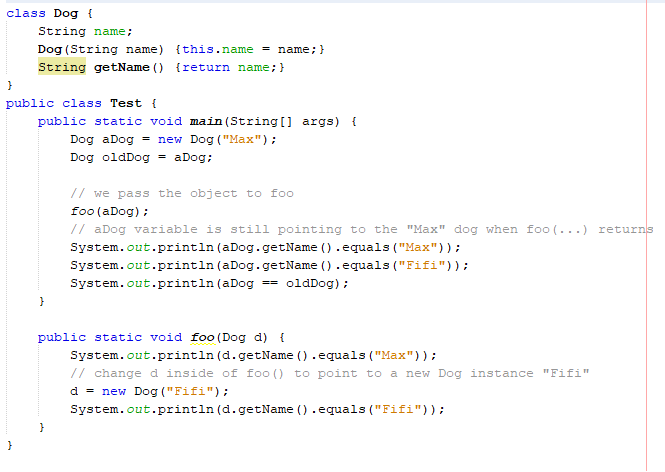 class Dog {
    String name;
    Dog(String name) {this.name = name;}
    String getName() {return name;}
}
public class Test {
    public static void main(String[] args) {
        Dog aDog = new Dog("Max");
        Dog oldDog = aDog;

        // we pass the object to foo
        foo(aDog);
        // aDog variable is still pointing to the "Max" dog when foo(...) returns
        System.out.println(aDog.getName().equals("Max"));
        System.out.println(aDog.getName().equals("Fifi"));
        System.out.println(aDog == oldDog);
    }

    public static void foo(Dog d) {
        System.out.println(d.getName().equals("Max"));
        // change d inside of foo() to point to a new Dog instance "Fifi"
        d = new Dog("Fifi");
        System.out.println(d.getName().equals("Fifi"));
    }
}